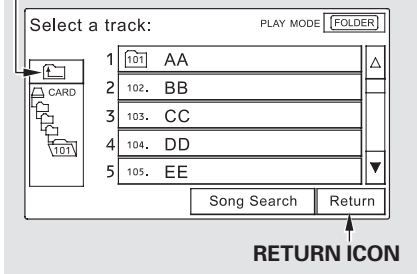 Select a track: PLAY MODE FOLDER
1 101 AA
CARD
2 102. BB
3 103. CC
4 104. DD
101
5 105. EE
Song Search Return
RETURN ICON